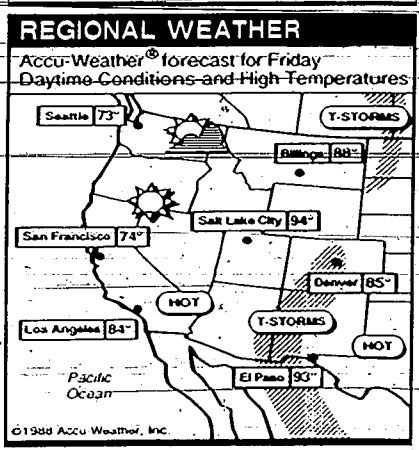 REGIONAL WEATHER
Accu-Weather® forecast for Friday
Daytime Conditions and High Temperatures
Seattle 73°
T-STORMS
Billings 88°
Salt Lake City 94°
San Francisco 74°
Denver 85°
HOT
Los Angeles 84°
T-STORMS
HOT
El Paso 93°
Pacific
Ocean
©1988 Accu-Weather, Inc.